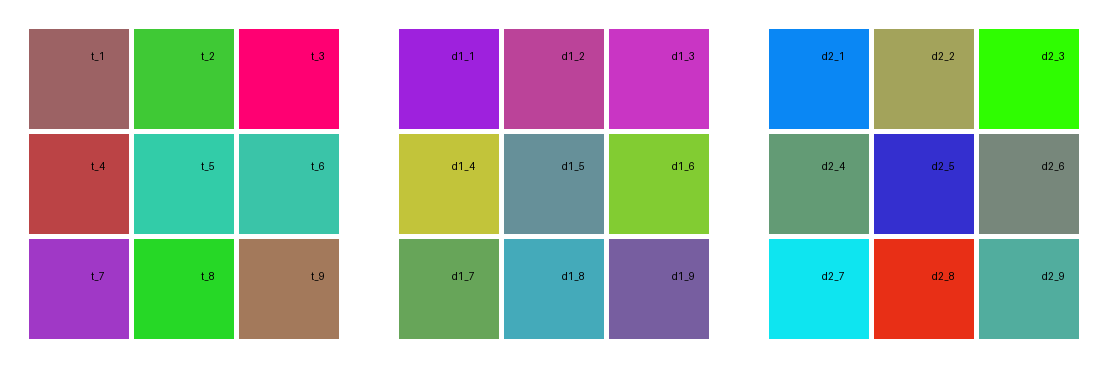 t_1 t_2 t_3 d1_1 d1_2 d1_3 d2_1 d2_2 d2_3
t_4 t_5 t_6 d1_4 d1_5 d1_6 d2_4 d2_5 d2_6
t_7 t_8 t_9 d1_7 d1_8 d1_9 d2_7 d2_8 d2_9